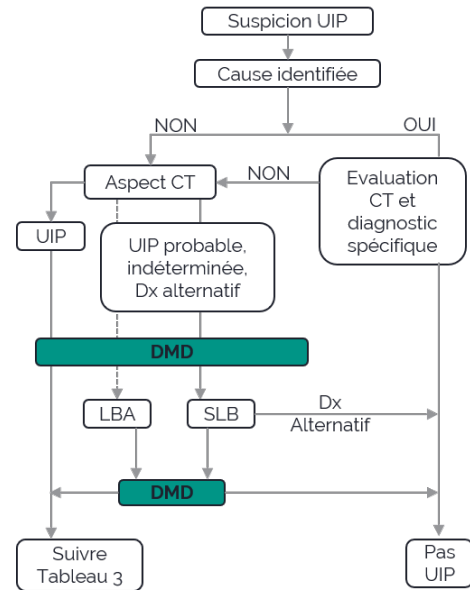 Suspicion UIP
Cause identifiée
NON
OUI
Aspect CT
NON
Evaluation
CT et
diagnostic
spécifique
UIP
UIP probable,
indéterminée,
Dx alternatif
DMD
LBA
SLB
Dx
Alternatif
DMD
Suivre
Tableau 3
Pas
UIP